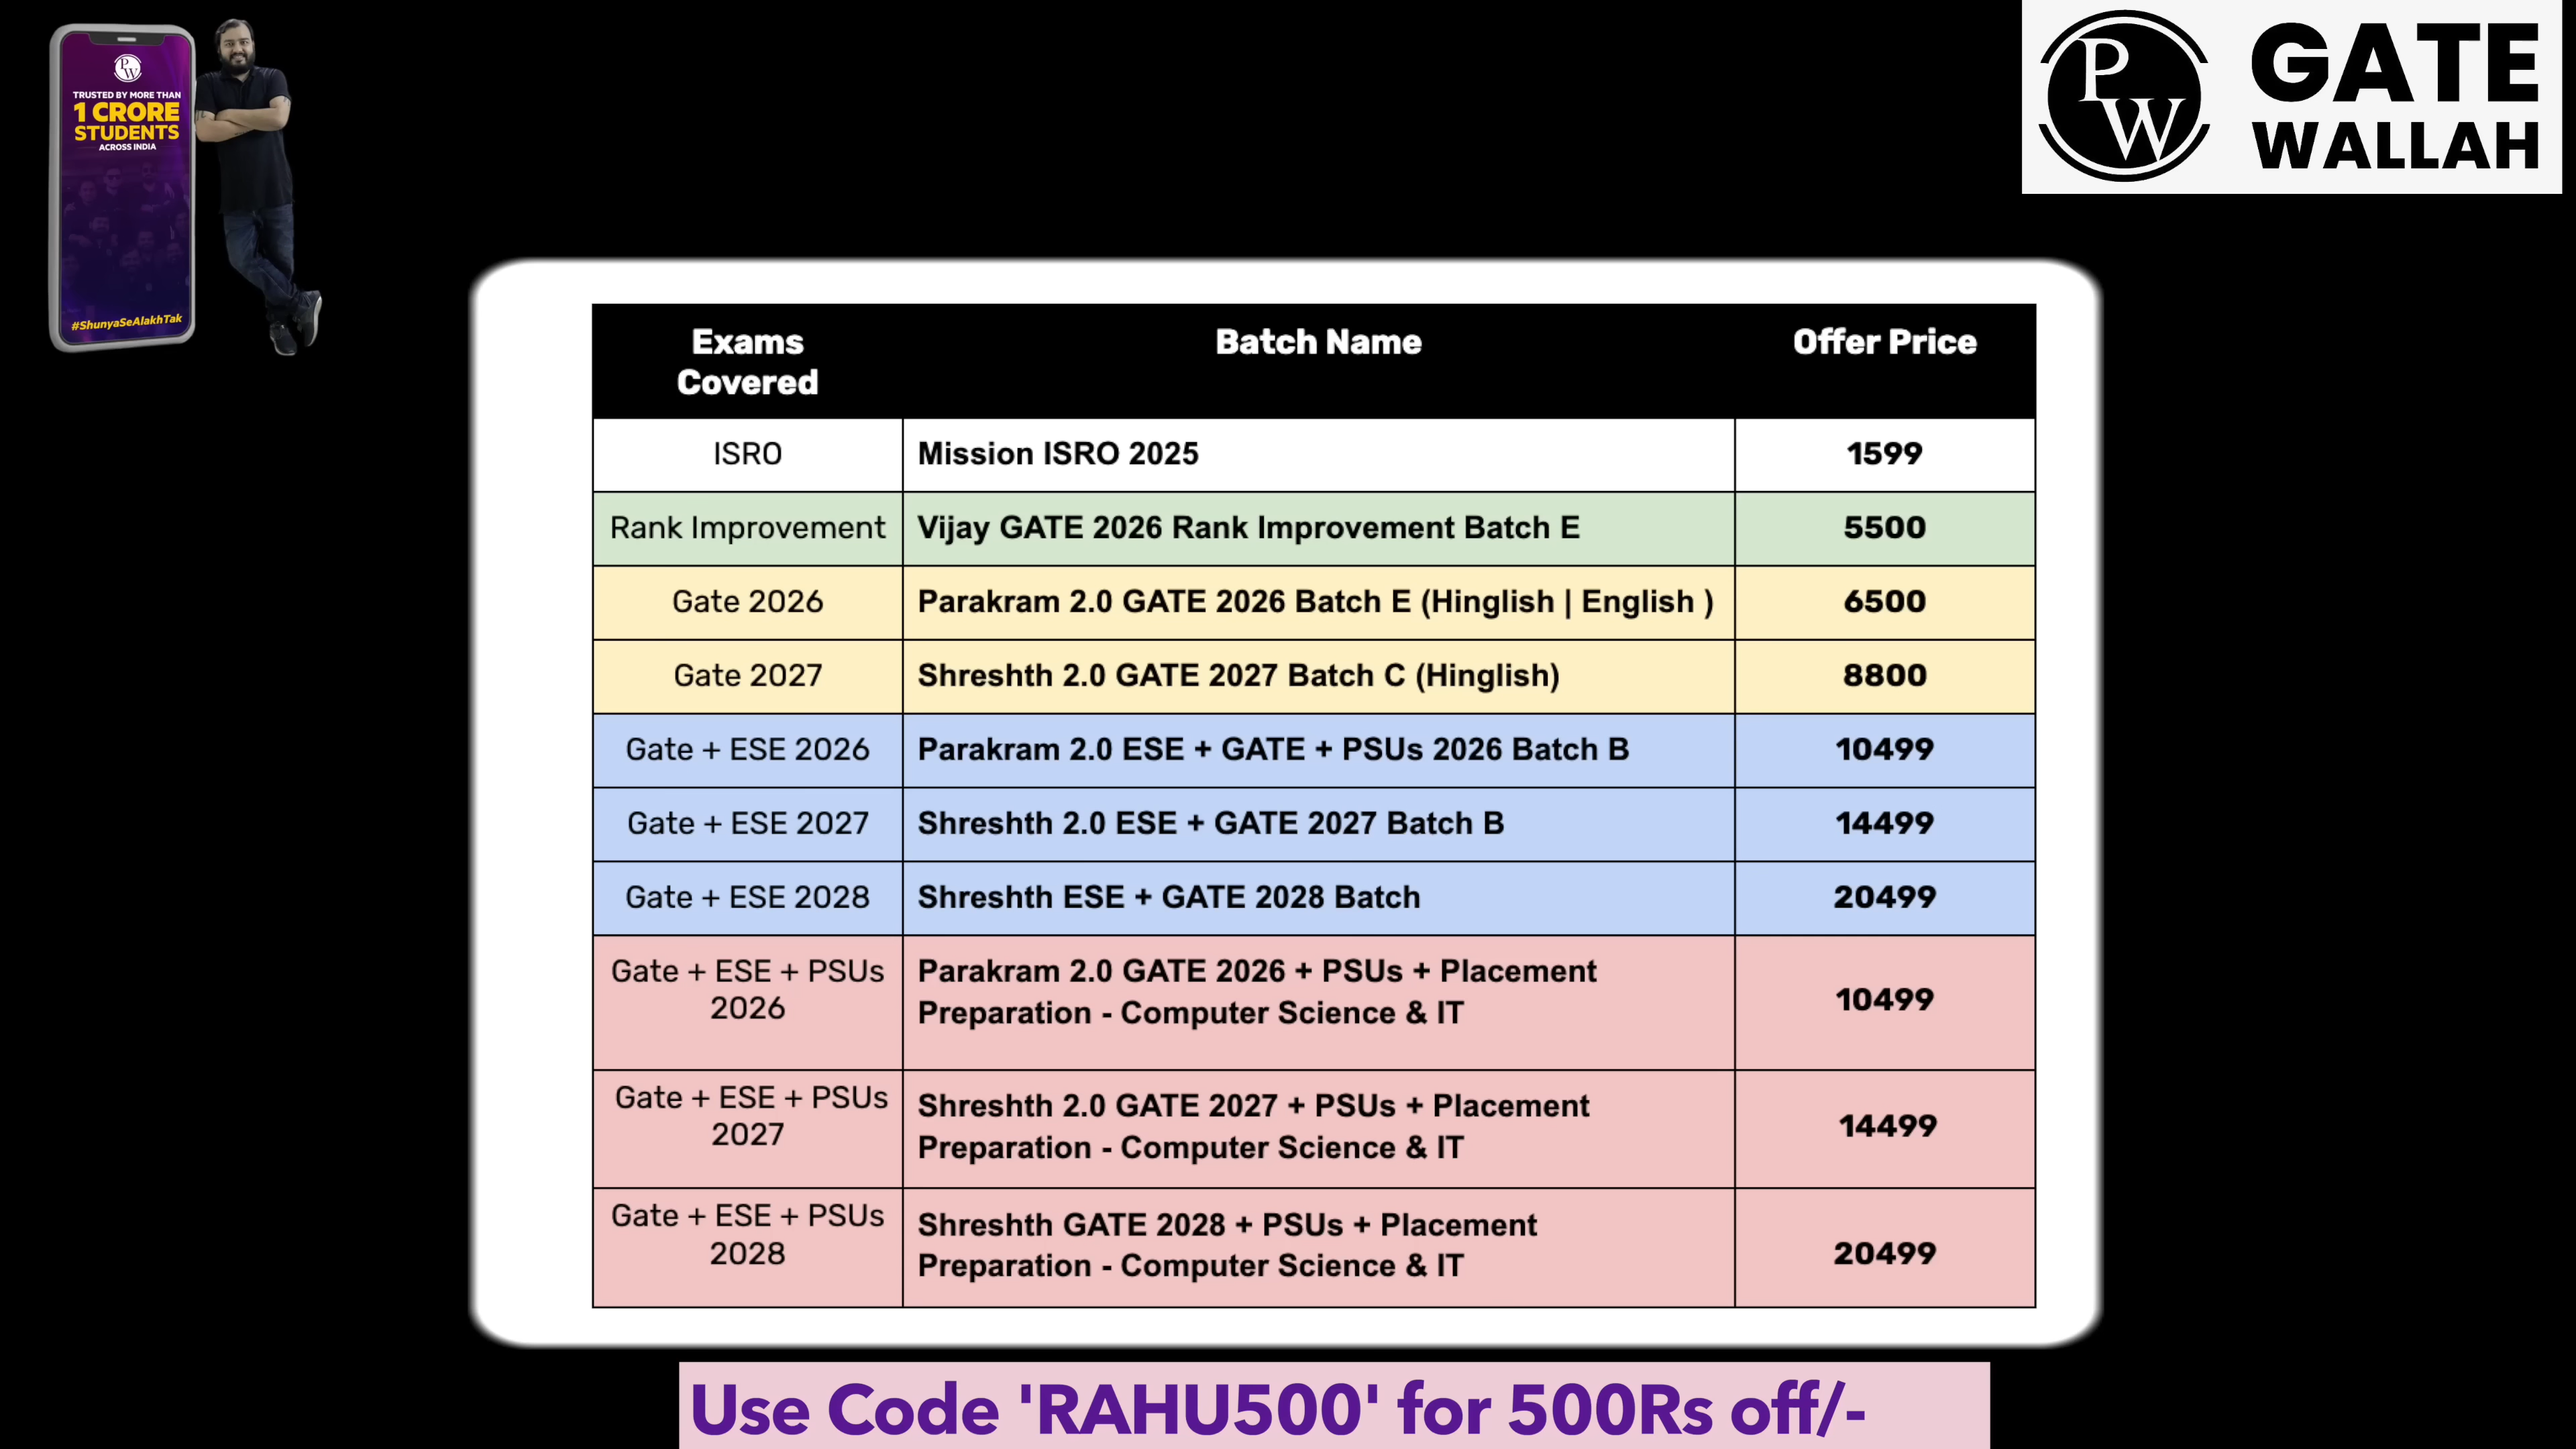 PW
TRUSTED BY MORE THAN
1 CRORE
STUDENTS
ACROSS INDIA
#ShunyaSeAlakhTak
PW
GATE
WALLAH
Exams Covered Batch Name Offer Price
ISRO Mission ISRO 2025 1599
Rank Improvement Vijay GATE 2026 Rank Improvement Batch E 5500
Gate 2026 Parakram 2.0 GATE 2026 Batch E (Hinglish | English ) 6500
Gate 2027 Shreshth 2.0 GATE 2027 Batch C (Hinglish) 8800
Gate + ESE 2026 Parakram 2.0 ESE + GATE + PSUs 2026 Batch B 10499
Gate + ESE 2027 Shreshth 2.0 ESE + GATE 2027 Batch B 14499
Gate + ESE 2028 Shreshth ESE + GATE 2028 Batch 20499
Gate + ESE + PSUs
2026
Parakram 2.0 GATE 2026 + PSUs + Placement
Preparation - Computer Science & IT
10499
Gate + ESE + PSUs
2027
Shreshth 2.0 GATE 2027 + PSUs + Placement
Preparation - Computer Science & IT
14499
Gate + ESE + PSUs
2028
Shreshth GATE 2028 + PSUs + Placement
Preparation - Computer Science & IT
20499
Use Code 'RAHU500' for 500Rs off/-